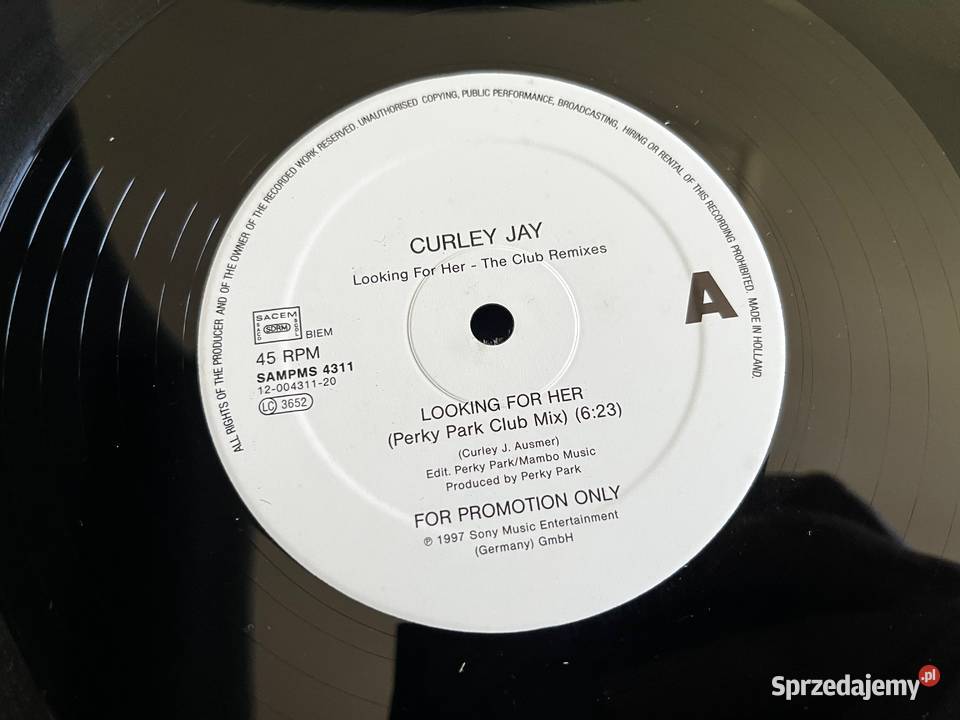 ALL RIGHTS OF THE PRODUCER AND OF THE OWNER OF THE RECORDED WORK RESERVED. UNAUTHORISED COPYING, PUBLIC PERFORMANCE, BROADCASTING, HIRING OR RENTAL OF THIS RECORDING PROHIBITED. MADE IN HOLLAND.
CURLEY JAY
Looking For Her - The Club Remixes
A
SACEM
SACD
SDRM
SGDL
BIEM
45 RPM
SAMPMS 4311
12-004311-20
LC 3652
LOOKING FOR HER
(Perky Park Club Mix) (6:23)
(Curley J. Ausmer)
Edit. Perky Park/Mambo Music
Produced by Perky Park
FOR PROMOTION ONLY
℗ 1997 Sony Music Entertainment
(Germany) GmbH
Sprzedajemy.pl